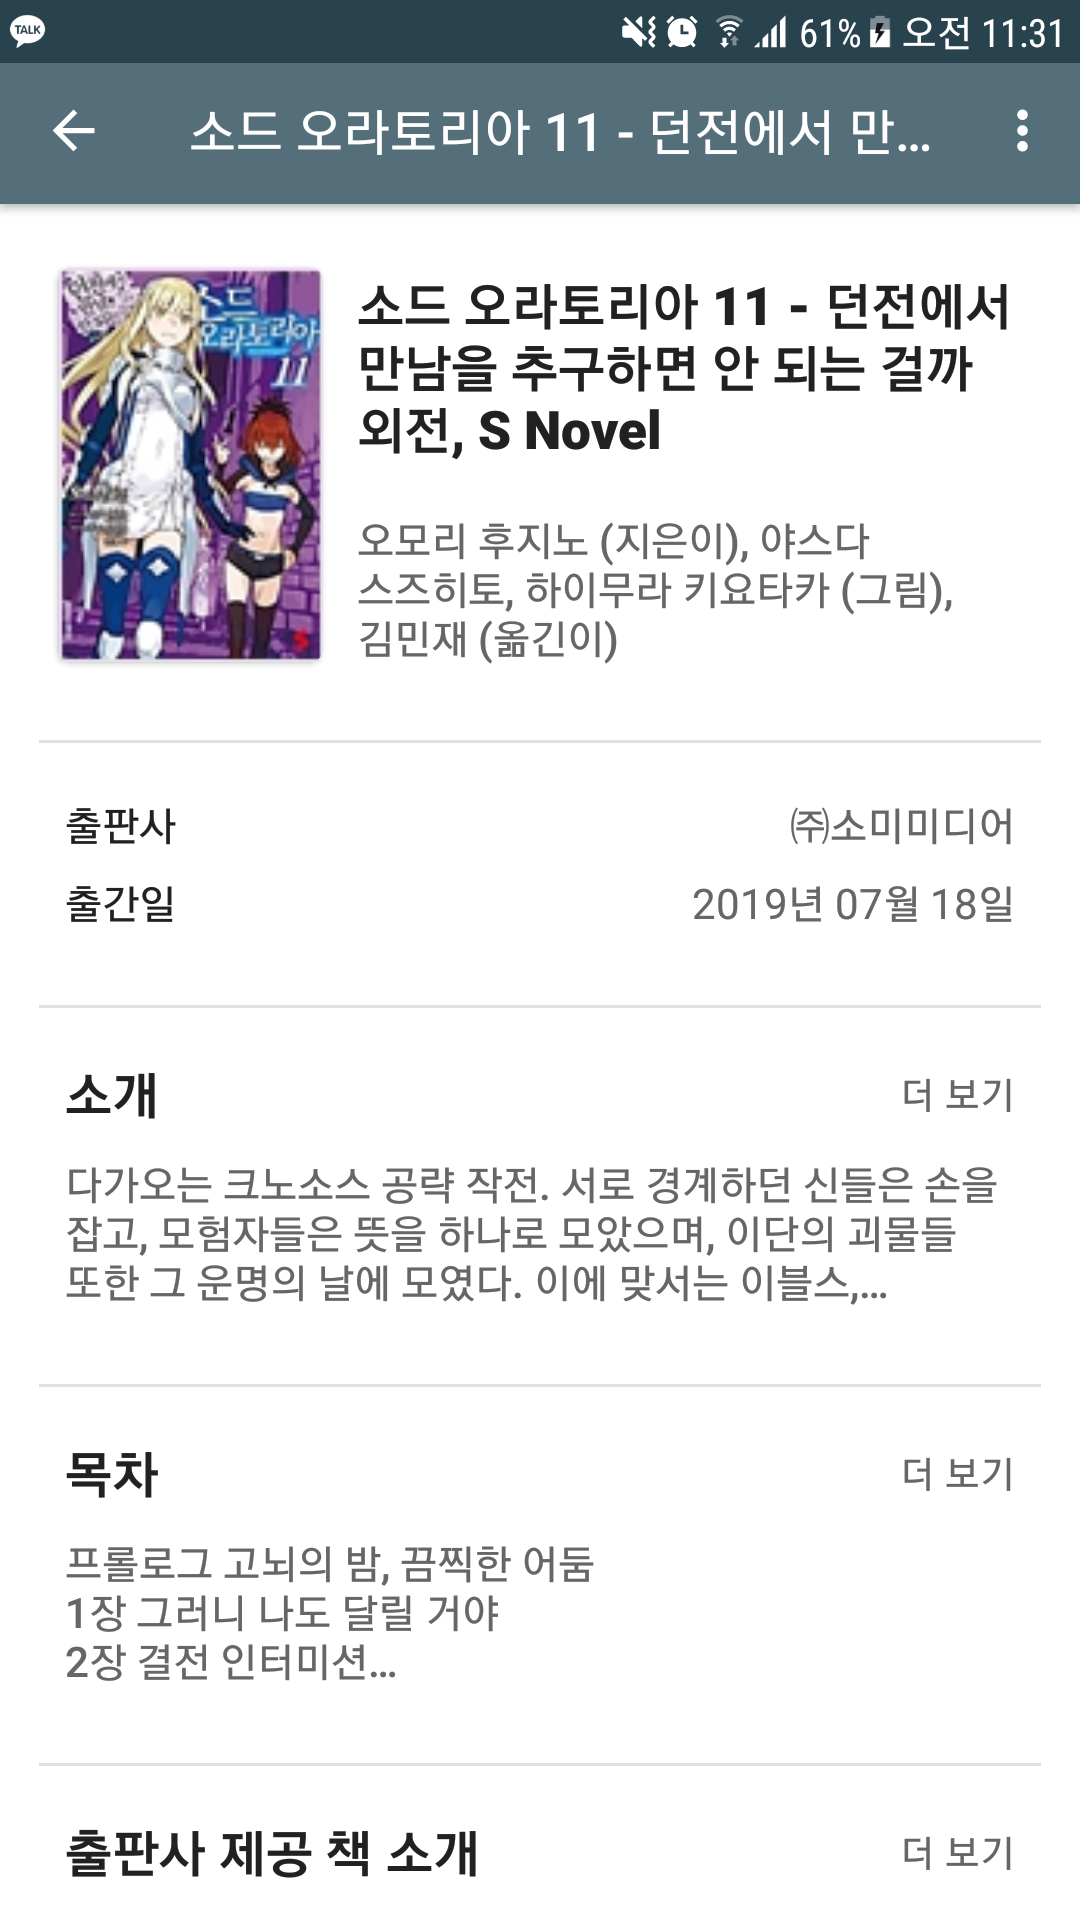 TALK
61% 오전 11:31
소드 오라토리아 11 - 던전에서 만...
소드
오라토리아
11
소드 오라토리아 11 - 던전에서
만남을 추구하면 안 되는 걸까
외전, S Novel
오모리 후지노 (지은이), 야스다
스즈히토, 하이무라 키요타카 (그림),
김민재 (옮긴이)
출판사 ㈜소미미디어
출간일 2019년 07월 18일
소개 더 보기
다가오는 크노소스 공략 작전. 서로 경계하던 신들은 손을
잡고, 모험자들은 뜻을 하나로 모았으며, 이단의 괴물들
또한 그 운명의 날에 모였다. 이에 맞서는 이블스,...
목차 더 보기
프롤로그 고뇌의 밤, 끔찍한 어둠
1장 그러니 나도 달릴 거야
2장 결전 인터미션...
출판사 제공 책 소개 더 보기